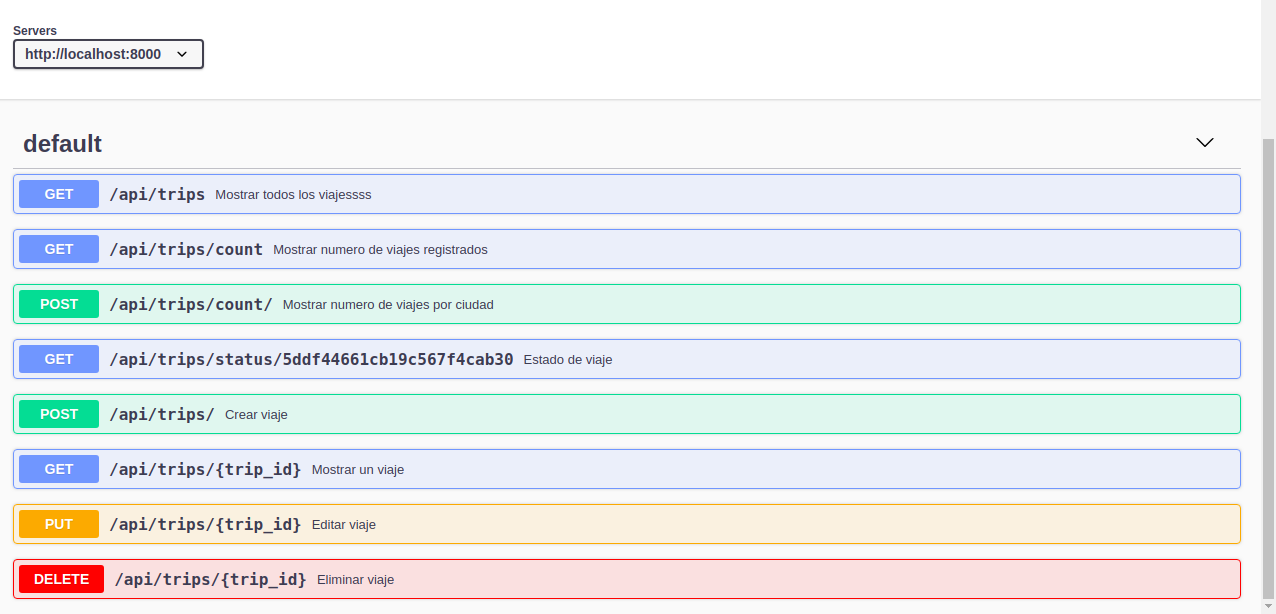 Servers
http://localhost:8000
default
GET /api/trips Mostrar todos los viajessss
GET /api/trips/count Mostrar numero de viajes registrados
POST /api/trips/count/ Mostrar numero de viajes por ciudad
GET /api/trips/status/5ddf44661cb19c567f4cab30 Estado de viaje
POST /api/trips/ Crear viaje
GET /api/trips/{trip_id} Mostrar un viaje
PUT /api/trips/{trip_id} Editar viaje
DELETE /api/trips/{trip_id} Eliminar viaje